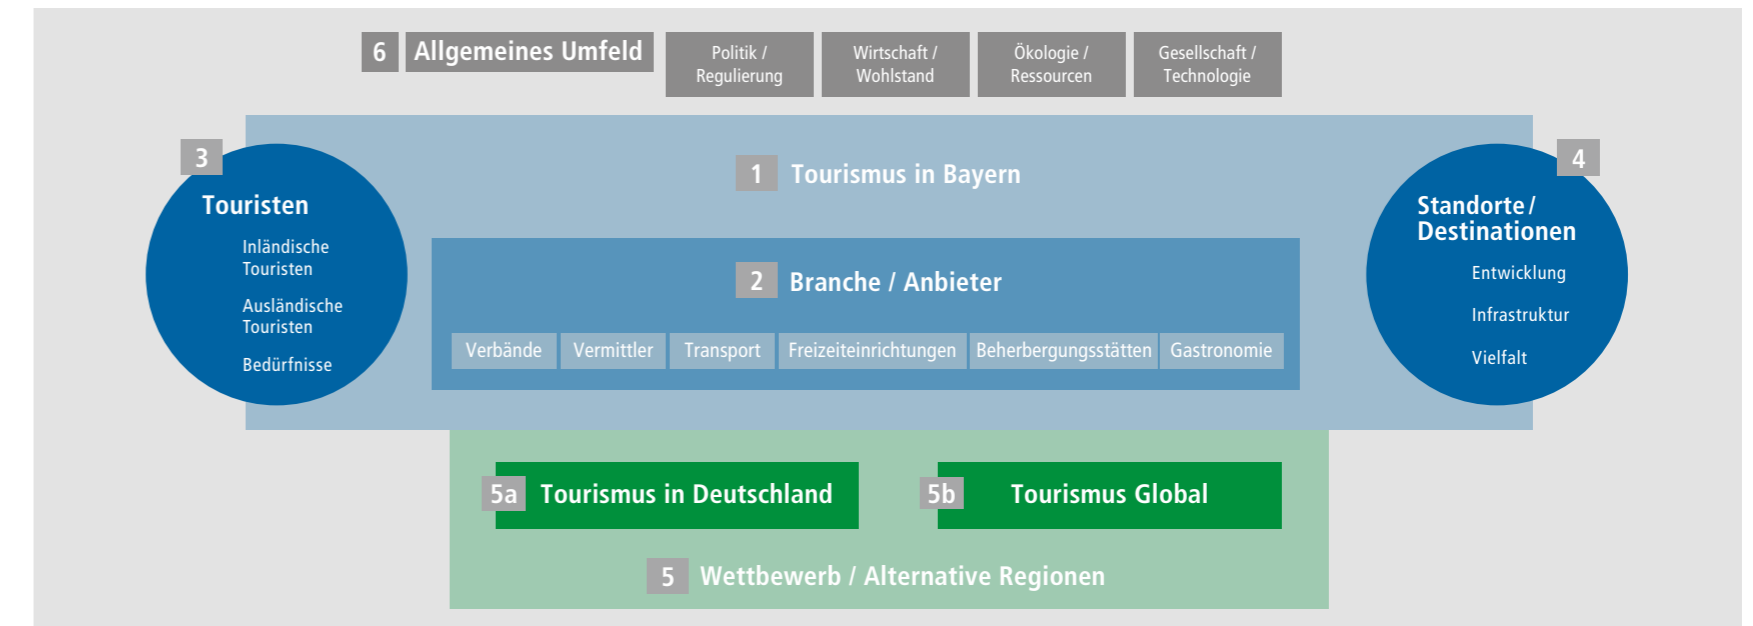 6 Allgemeines Umfeld
Politik /
Regulierung
Wirtschaft /
Wohlstand
Ökologie /
Ressourcen
Gesellschaft /
Technologie
3
Touristen
Inländische
Touristen
Ausländische
Touristen
Bedürfnisse
1 Tourismus in Bayern
2 Branche / Anbieter
Verbände Vermittler Transport Freizeiteinrichtungen Beherbergungsstätten Gastronomie
4
Standorte /
Destinationen
Entwicklung
Infrastruktur
Vielfalt
5a Tourismus in Deutschland
5b Tourismus Global
5 Wettbewerb / Alternative Regionen